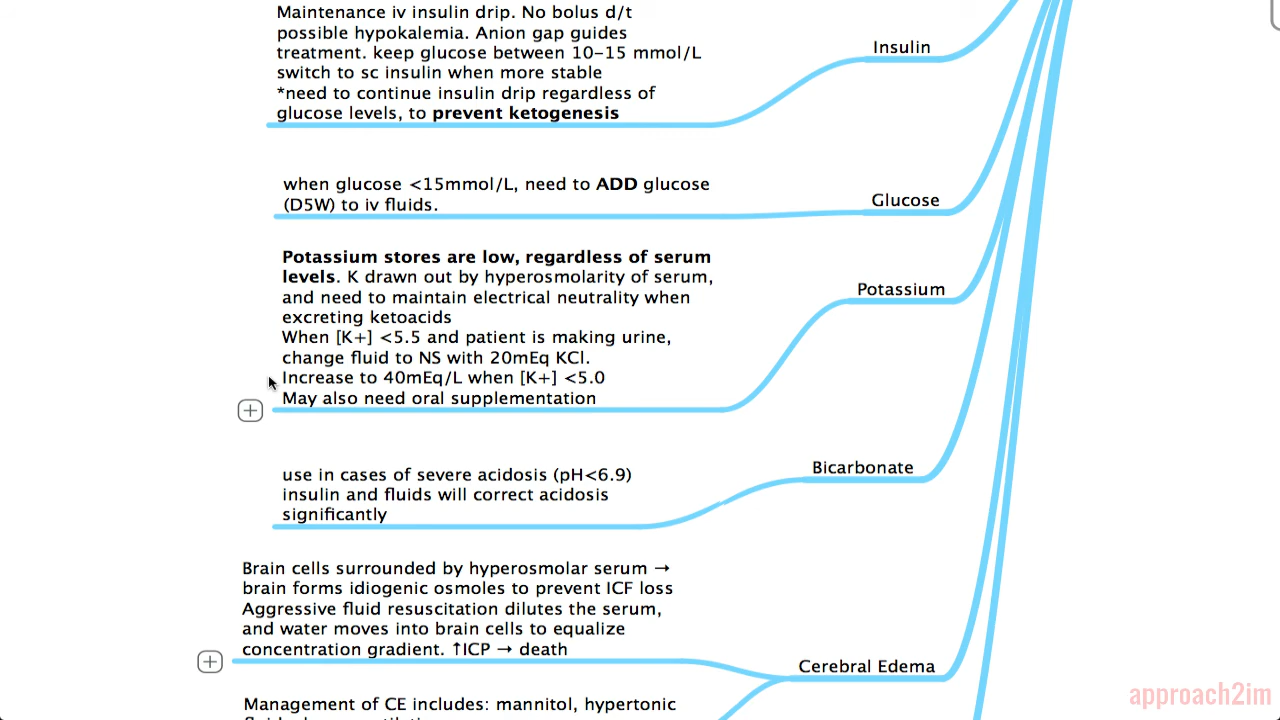 Maintenance iv insulin drip. No bolus d/t
possible hypokalemia. Anion gap guides
treatment. keep glucose between 10-15 mmol/L
switch to sc insulin when more stable
*need to continue insulin drip regardless of
glucose levels, to prevent ketogenesis
Insulin
when glucose <15mmol/L, need to ADD glucose
(D5W) to iv fluids.
Glucose
Potassium stores are low, regardless of serum
levels. K drawn out by hyperosmolarity of serum,
and need to maintain electrical neutrality when
excreting ketoacids
When [K+] <5.5 and patient is making urine,
change fluid to NS with 20mEq KCl.
Increase to 40mEq/L when [K+] <5.0
May also need oral supplementation
Potassium
use in cases of severe acidosis (pH<6.9)
insulin and fluids will correct acidosis
significantly
Bicarbonate
Brain cells surrounded by hyperosmolar serum →
brain forms idiogenic osmoles to prevent ICF loss
Aggressive fluid resuscitation dilutes the serum,
and water moves into brain cells to equalize
concentration gradient. ↑ICP → death
Cerebral Edema
Management of CE includes: mannitol, hypertonic
approach2im